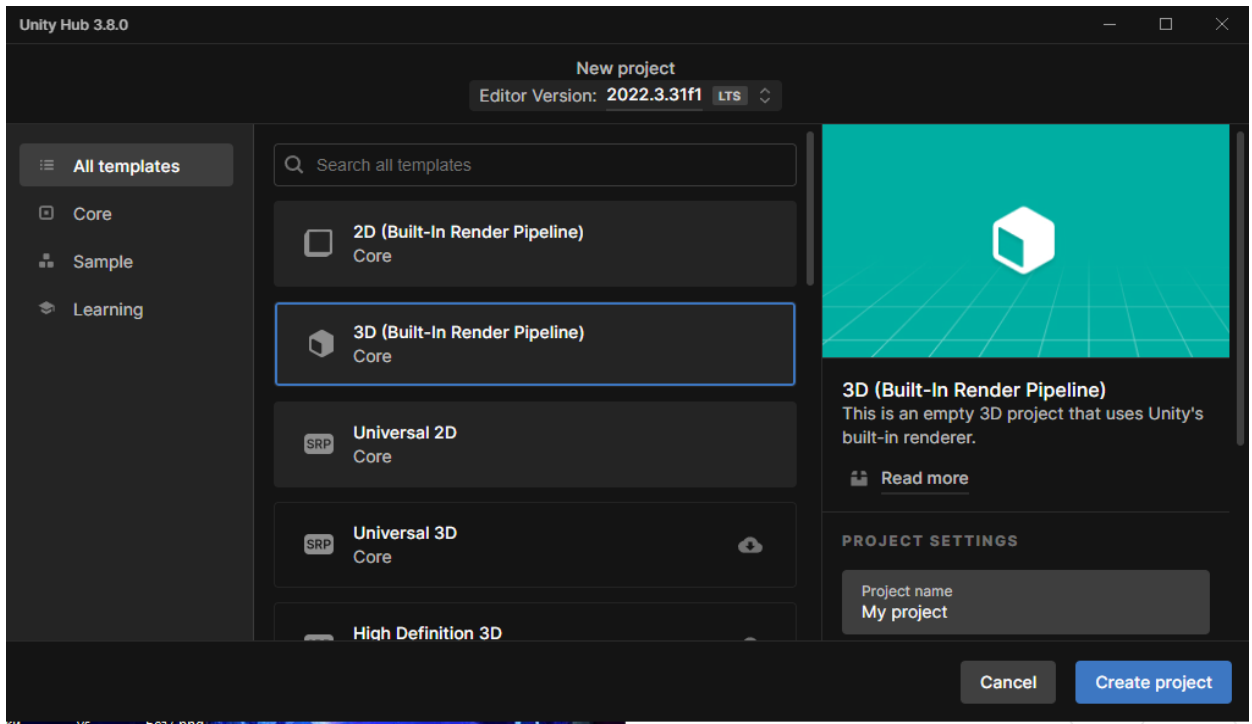 Unity Hub 3.8.0
New project
Editor Version: 2022.3.31f1 LTS
All templates
Core
Sample
Learning
Search all templates
2D (Built-In Render Pipeline)
Core
3D (Built-In Render Pipeline)
Core
SRP
Universal 2D
Core
SRP
Universal 3D
Core
High Definition 3D
3D (Built-In Render Pipeline)
This is an empty 3D project that uses Unity's
built-in renderer.
Read more
PROJECT SETTINGS
Project name
My project
Cancel
Create project